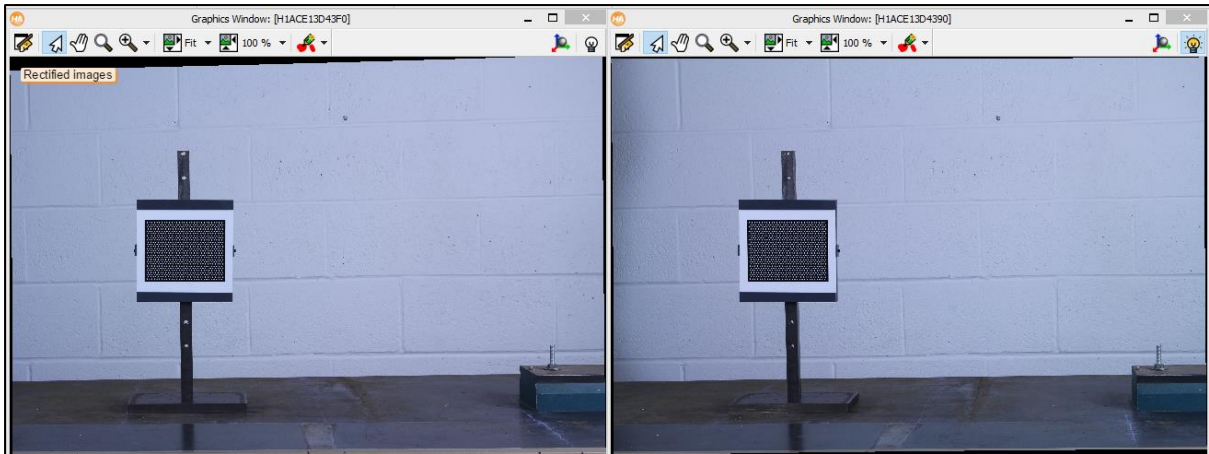 Graphics Window: [H1ACE13D43F0]
Fit 100 %
Rectified images
Graphics Window: [H1ACE13D4390]
Fit 100 %